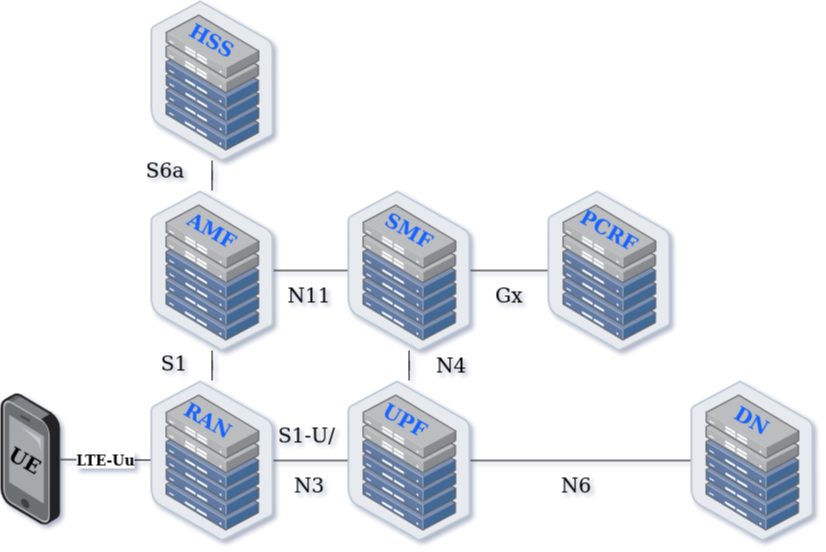 HSS
S6a
AMF
SMF
PCRF
N11
Gx
S1
N4
RAN
UPF
DN
S1-U/
UE
LTE-Uu
N3
N6